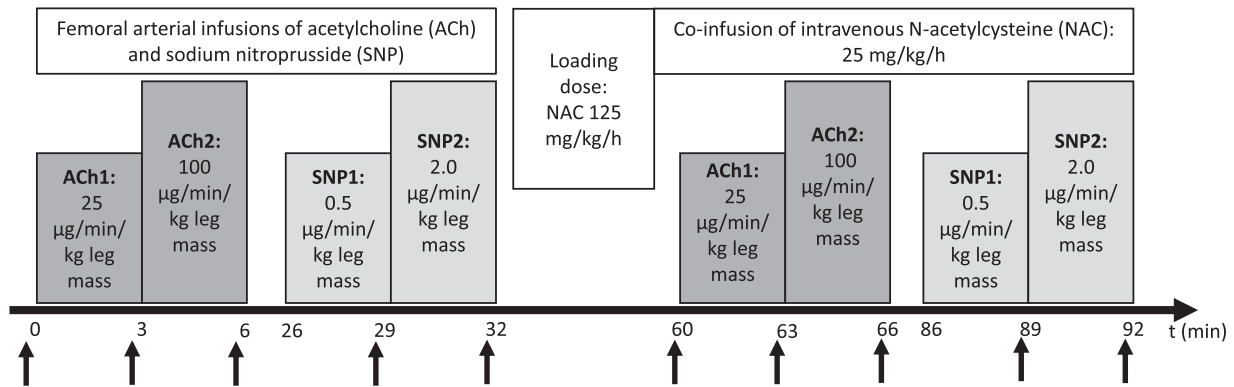 Femoral arterial infusions of acetylcholine (ACh)
and sodium nitroprusside (SNP)
Loading
dose:
NAC 125
mg/kg/h
Co-infusion of intravenous N-acetylcysteine (NAC):
25 mg/kg/h
ACh1:
25
µg/min/
kg leg
mass
ACh2:
100
µg/min/
kg leg
mass
SNP1:
0.5
µg/min/
kg leg
mass
SNP2:
2.0
µg/min/
kg leg
mass
ACh1:
25
µg/min/
kg leg
mass
ACh2:
100
µg/min/
kg leg
mass
SNP1:
0.5
µg/min/
kg leg
mass
SNP2:
2.0
µg/min/
kg leg
mass
0 3 6 26 29 32 60 63 66 86 89 92 t (min)